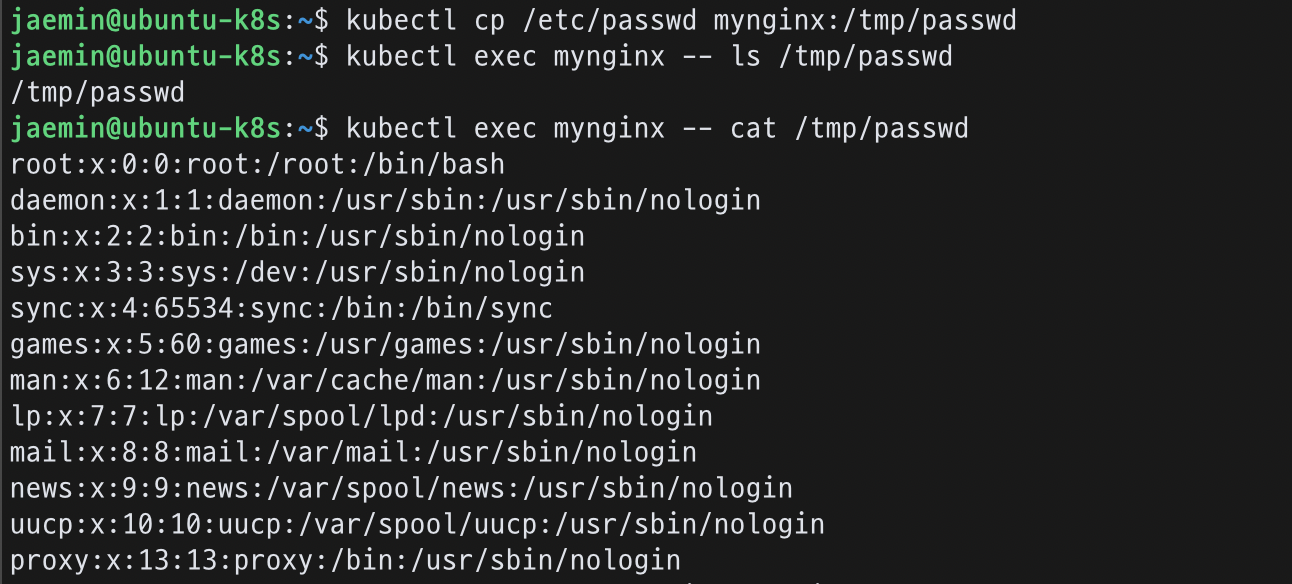 jaemin@ubuntu-k8s:~$ kubectl cp /etc/passwd mynginx:/tmp/passwd
jaemin@ubuntu-k8s:~$ kubectl exec mynginx -- ls /tmp/passwd
/tmp/passwd
jaemin@ubuntu-k8s:~$ kubectl exec mynginx -- cat /tmp/passwd
root:x:0:0:root:/root:/bin/bash
daemon:x:1:1:daemon:/usr/sbin:/usr/sbin/nologin
bin:x:2:2:bin:/bin:/usr/sbin/nologin
sys:x:3:3:sys:/dev:/usr/sbin/nologin
sync:x:4:65534:sync:/bin:/bin/sync
games:x:5:60:games:/usr/games:/usr/sbin/nologin
man:x:6:12:man:/var/cache/man:/usr/sbin/nologin
lp:x:7:7:lp:/var/spool/lpd:/usr/sbin/nologin
mail:x:8:8:mail:/var/mail:/usr/sbin/nologin
news:x:9:9:news:/var/spool/news:/usr/sbin/nologin
uucp:x:10:10:uucp:/var/spool/uucp:/usr/sbin/nologin
proxy:x:13:13:proxy:/bin:/usr/sbin/nologin